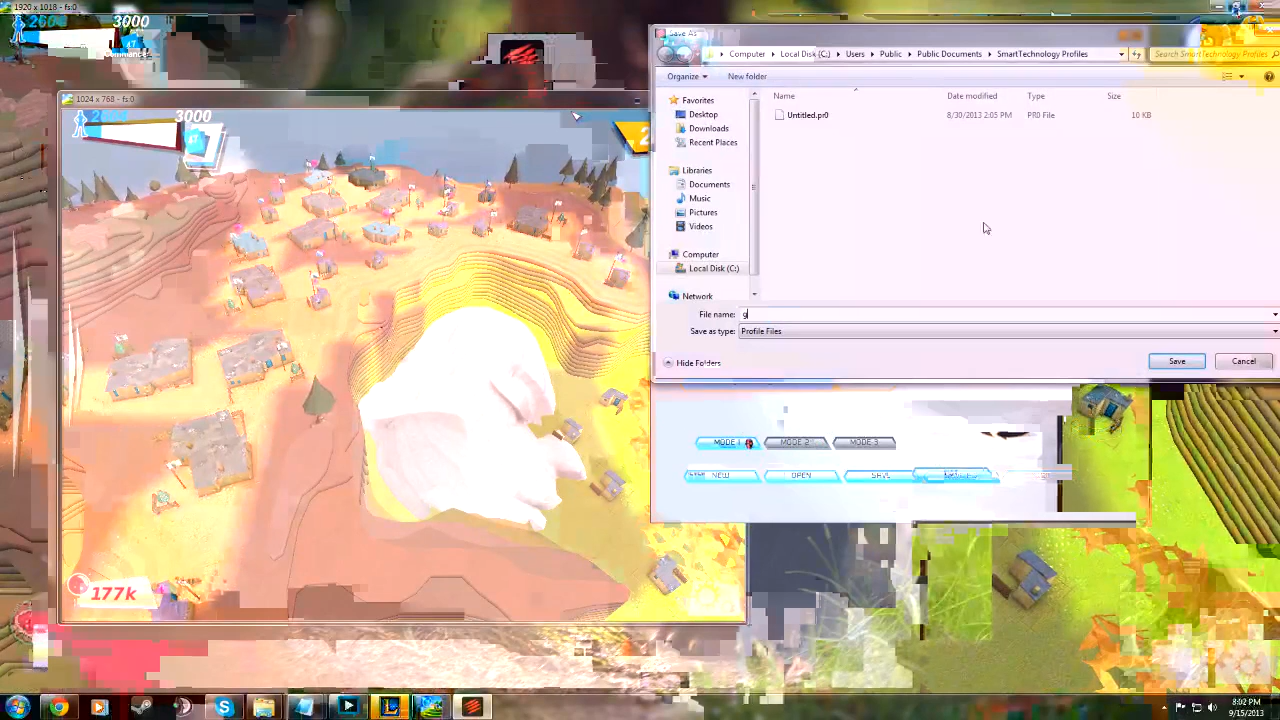 1920 x 1018 - fs:0
2600 3000
47
1024 x 768 - fs:0
3000
47
177k
Save As
Computer Local Disk (C:) Users Public Public Documents SmartTechnology Profiles
Search SmartTechnology Profiles
Organize New folder
Favorites
Desktop
Downloads
Recent Places
Libraries
Documents
Music
Pictures
Videos
Computer
Local Disk (C:)
Network
Name Date modified Type Size
Untitled.pr0 8/30/2013 2:05 PM PR0 File 10 KB
File name: g
Save as type: Profile Files
Hide Folders Save Cancel
MODE 1 MODE 2 MODE 3
NEW OPEN SAVE
8:02 PM
9/15/2013